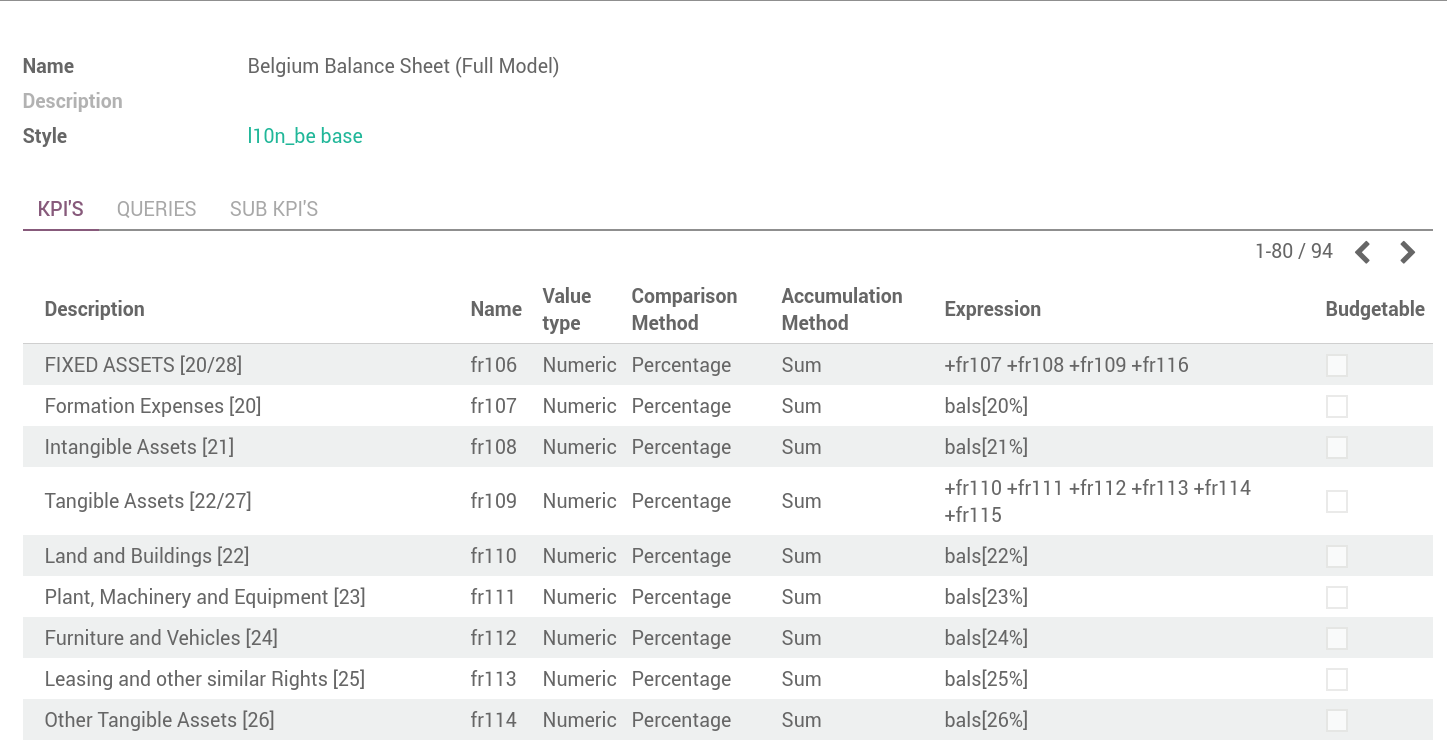 Name Belgium Balance Sheet (Full Model)
Description
Style l10n_be base
KPI'S QUERIES SUB KPI'S
1-80 / 94
Description Name Value type Comparison Method Accumulation Method Expression Budgetable
FIXED ASSETS [20/28] fr106 Numeric Percentage Sum +fr107 +fr108 +fr109 +fr116
Formation Expenses [20] fr107 Numeric Percentage Sum bals[20%]
Intangible Assets [21] fr108 Numeric Percentage Sum bals[21%]
Tangible Assets [22/27] fr109 Numeric Percentage Sum +fr110 +fr111 +fr112 +fr113 +fr114
+fr115
Land and Buildings [22] fr110 Numeric Percentage Sum bals[22%]
Plant, Machinery and Equipment [23] fr111 Numeric Percentage Sum bals[23%]
Furniture and Vehicles [24] fr112 Numeric Percentage Sum bals[24%]
Leasing and other similar Rights [25] fr113 Numeric Percentage Sum bals[25%]
Other Tangible Assets [26] fr114 Numeric Percentage Sum bals[26%]